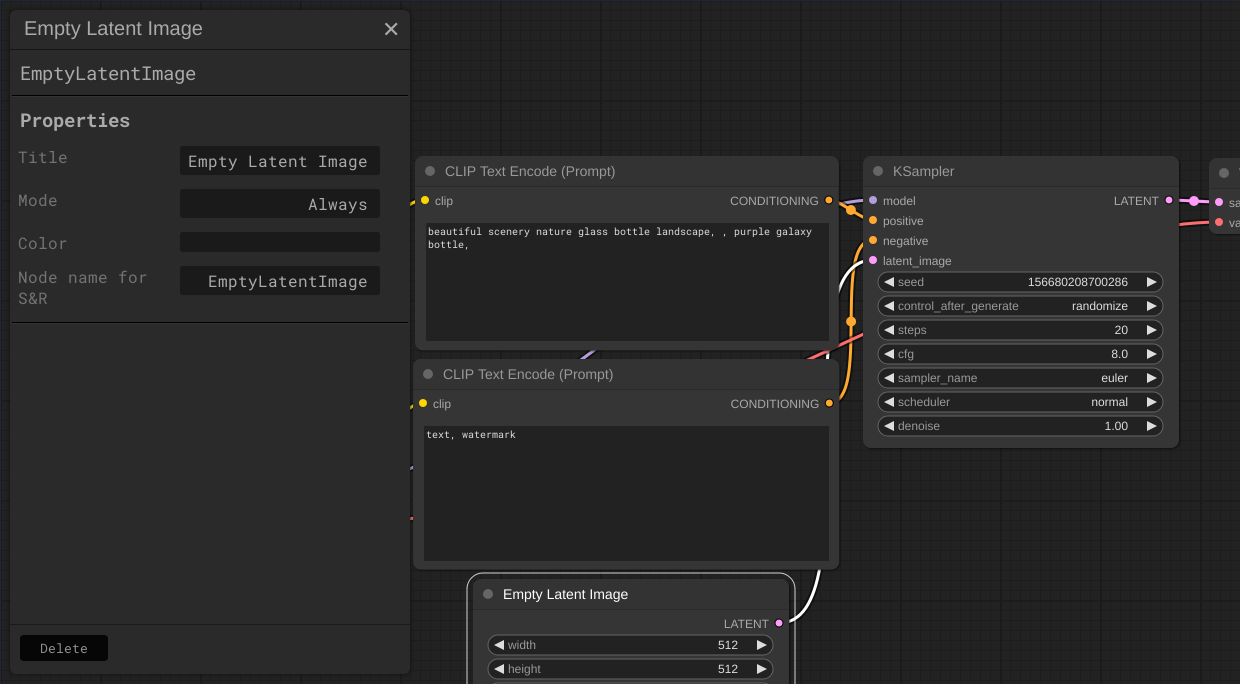 Empty Latent Image
EmptyLatentImage
Properties
Title
Empty Latent Image
Mode
Always
Color
Node name for
S&R
EmptyLatentImage
Delete
CLIP Text Encode (Prompt)
clip
CONDITIONING
beautiful scenery nature glass bottle landscape, , purple galaxy
bottle,
CLIP Text Encode (Prompt)
clip
CONDITIONING
text, watermark
Empty Latent Image
LATENT
width 512
height 512
KSampler
model
LATENT
positive
negative
latent_image
seed 156680208700286
control_after_generate randomize
steps 20
cfg 8.0
sampler_name euler
scheduler normal
denoise 1.00
sa
va